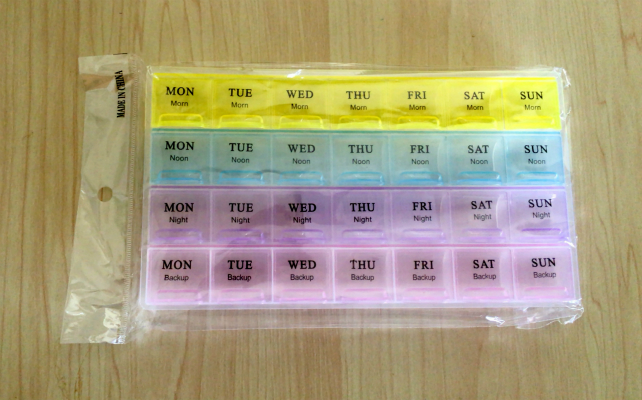 MADE IN CHINA
MON TUE WED THU FRI SAT SUN
Morn Morn Morn Morn Morn Morn Morn
MON TUE WED THU FRI SAT SUN
Noon Noon Noon Noon Noon Noon Noon
MON TUE WED THU FRI SAT SUN
Night Night Night Night Night Night Night
MON TUE WED THU FRI SAT SUN
Backup Backup Backup Backup Backup Backup Backup